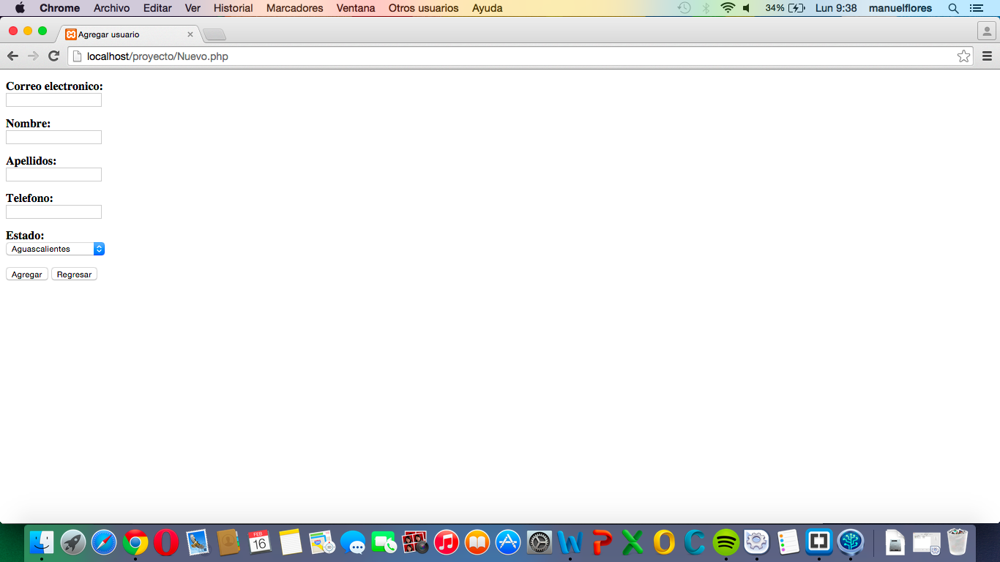 Chrome Archivo Editar Ver Historial Marcadores Ventana Otros usuarios Ayuda 34% Lun 9:38 manuelflores
Agregar usuario
localhost/proyecto/Nuevo.php
Correo electronico:
Nombre:
Apellidos:
Telefono:
Estado:
Aguascalientes
Agregar Regresar
FEB
16